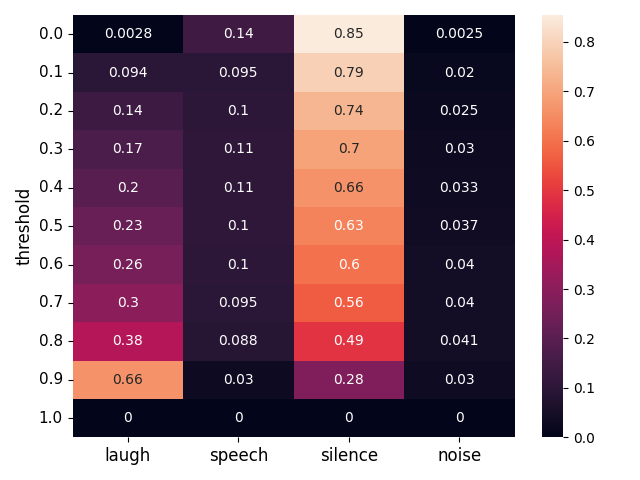 0.0 0.0028 0.14 0.85 0.0025
0.1 0.094 0.095 0.79 0.02
0.2 0.14 0.1 0.74 0.025
0.3 0.17 0.11 0.7 0.03
0.4 0.2 0.11 0.66 0.033
0.5 0.23 0.1 0.63 0.037
0.6 0.26 0.1 0.6 0.04
0.7 0.3 0.095 0.56 0.04
0.8 0.38 0.088 0.49 0.041
0.9 0.66 0.03 0.28 0.03
1.0 0 0 0 0
threshold
laugh speech silence noise
0.8
0.7
0.6
0.5
0.4
0.3
0.2
0.1
0.0